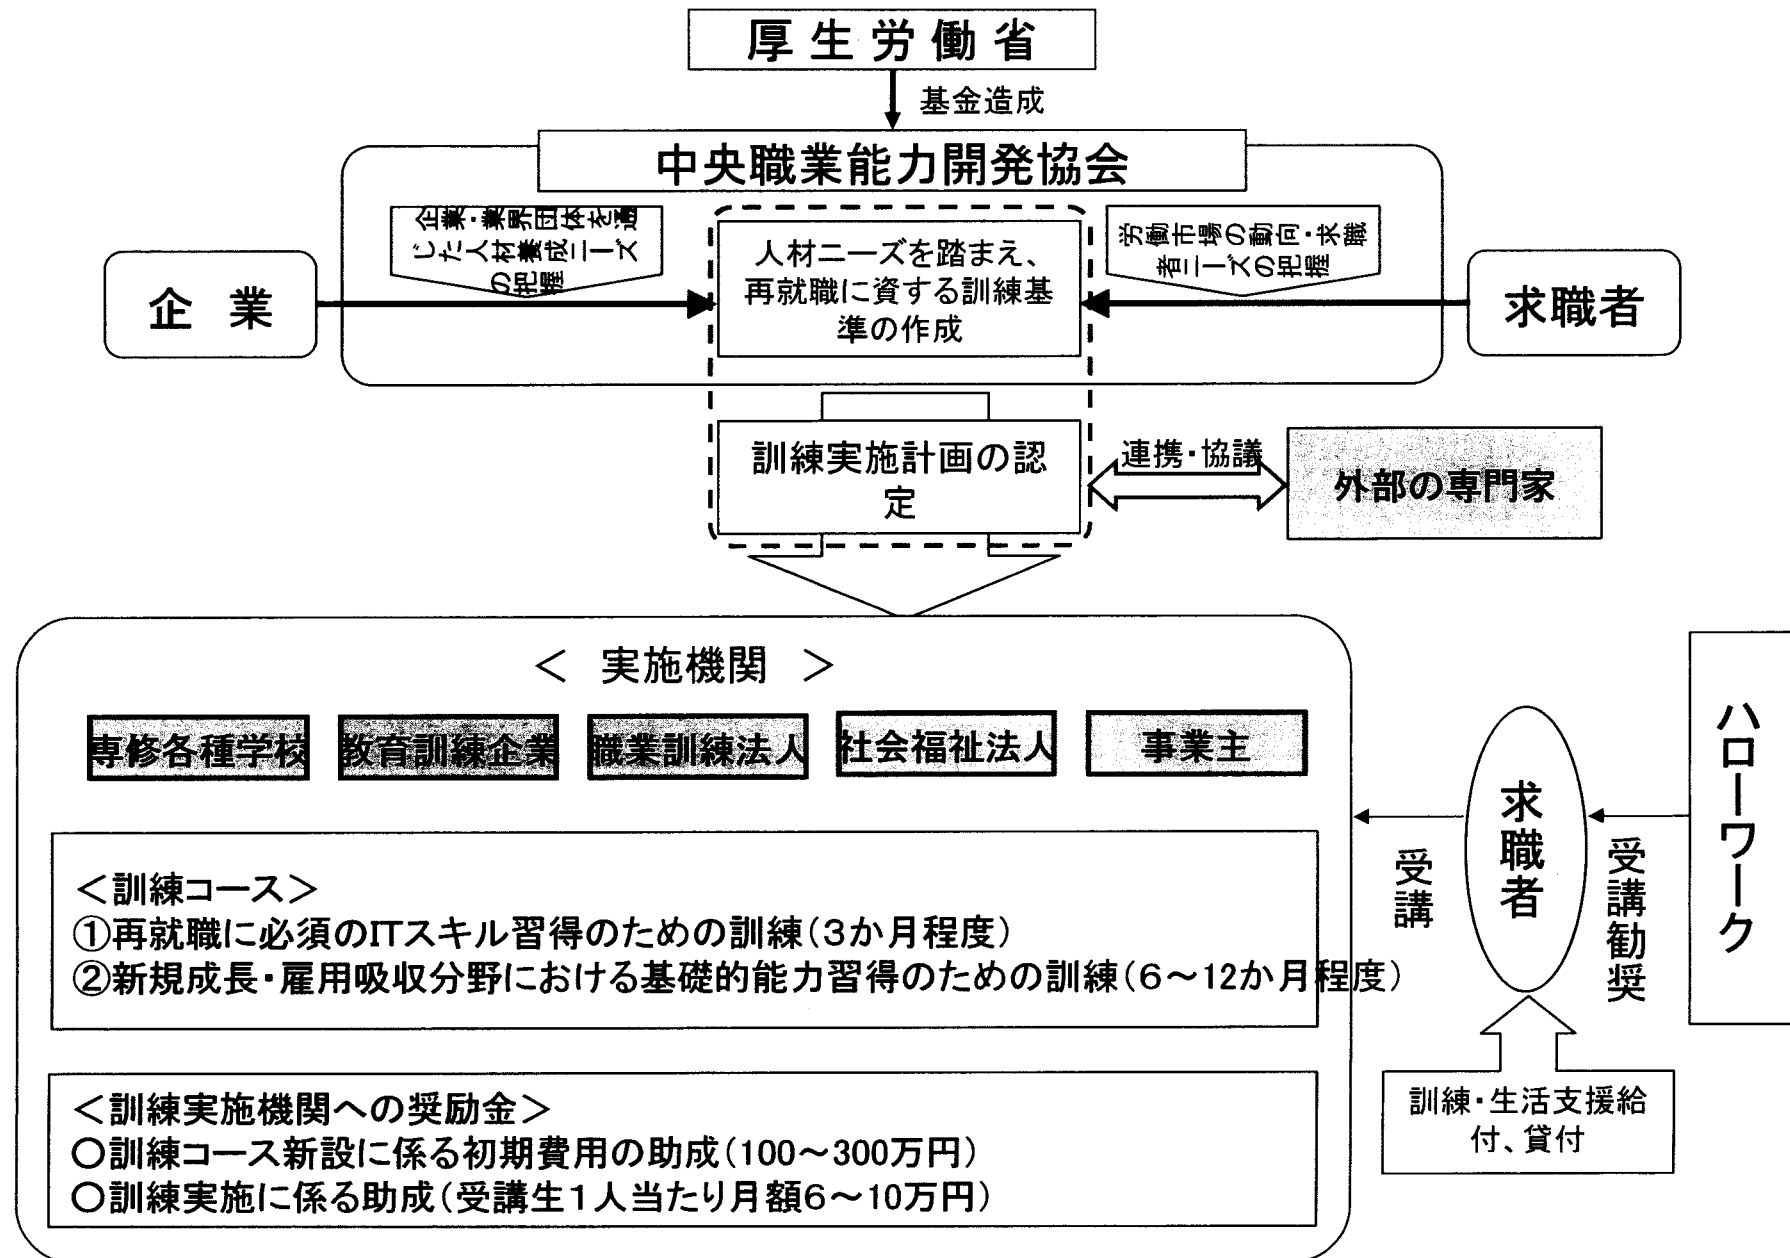 厚生労働省
基金造成
中央職業能力開発協会
企業・業界団体を通
じた人材養成ニーズ
の把握
人材ニーズを踏まえ、
再就職に資する訓練基
準の作成
労働市場の動向・求職
者ニーズの把握
企業
求職者
訓練実施計画の認
定
連携・協議
外部の専門家
＜ 実施機関 ＞
専修各種学校
教育訓練企業
職業訓練法人
社会福祉法人
事業主
＜訓練コース＞
①再就職に必須のITスキル習得のための訓練(3か月程度)
②新規成長・雇用吸収分野における基礎的能力習得のための訓練(6～12か月程度)
＜訓練実施機関への奨励金＞
○訓練コース新設に係る初期費用の助成(100～300万円)
○訓練実施に係る助成(受講生1人当たり月額6～10万円)
受講
求職者
受講勧奨
ハローワーク
訓練・生活支援給
付、貸付